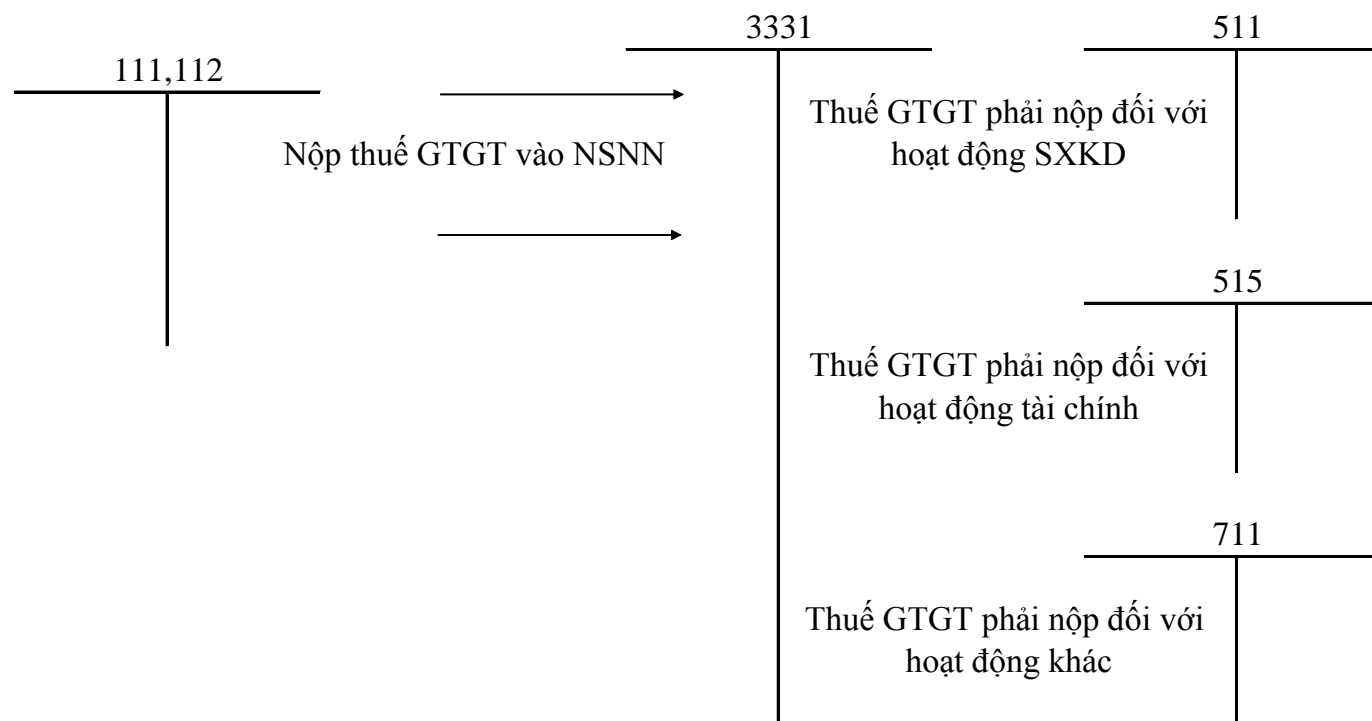 111,112
Nộp thuế GTGT vào NSNN
3331
511
Thuế GTGT phải nộp đối với
hoạt động SXKD
515
Thuế GTGT phải nộp đối với
hoạt động tài chính
711
Thuế GTGT phải nộp đối với
hoạt động khác